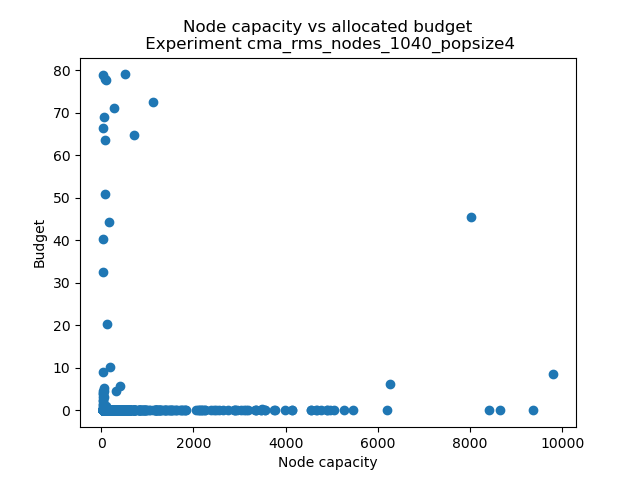 Node capacity vs allocated budget
Experiment cma_rms_nodes_1040_popsize4
80
70
60
50
40
30
20
10
0
Budget
0 2000 4000 6000 8000 10000
Node capacity